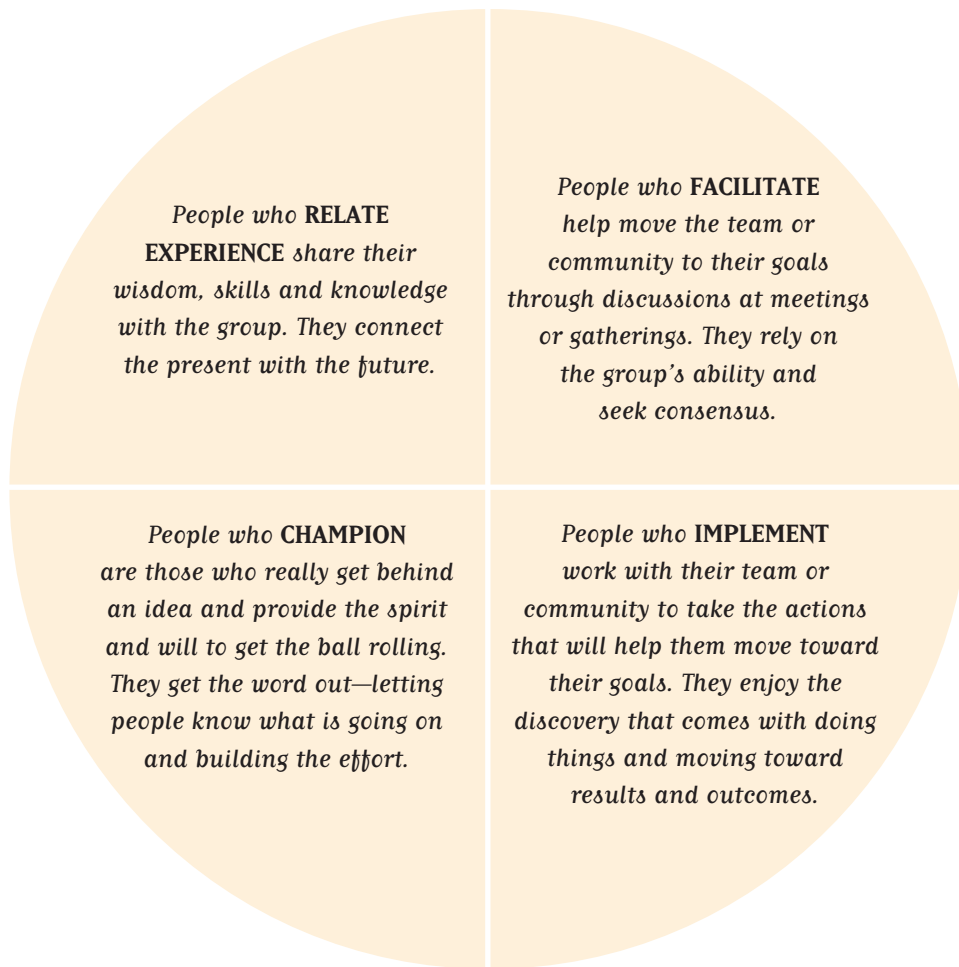 People who RELATE
EXPERIENCE share their
wisdom, skills and knowledge
with the group. They connect
the present with the future.
People who FACILITATE
help move the team or
community to their goals
through discussions at meetings
or gatherings. They rely on
the group's ability and
seek consensus.
People who CHAMPION
are those who really get behind
an idea and provide the spirit
and will to get the ball rolling.
They get the word out—letting
people know what is going on
and building the effort.
People who IMPLEMENT
work with their team or
community to take the actions
that will help them move toward
their goals. They enjoy the
discovery that comes with doing
things and moving toward
results and outcomes.